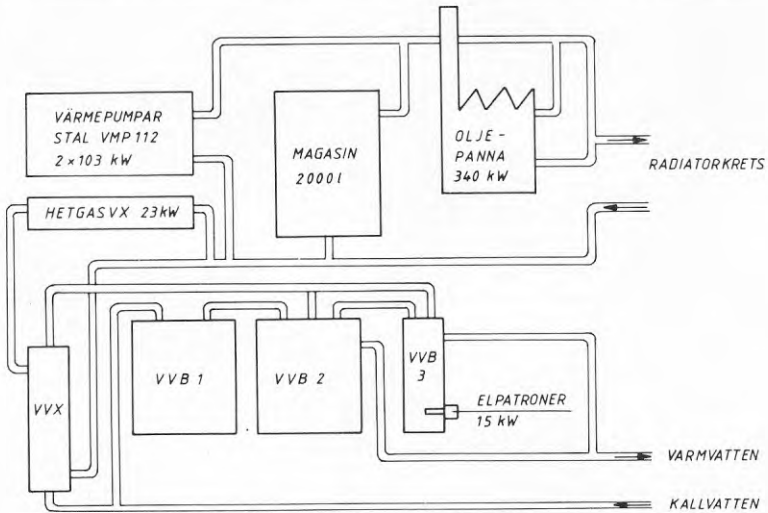 VÄRMEPUMPAR
STAL VMP 112
2 × 103 kW
MAGASIN
2000 l
OLJE-
PANNA
340 kW
RADIATORKRETS
HETGASVX 23kW
VVX
VVB 1
VVB 2
VVB
3
ELPATRONER
15 kW
VARMVATTEN
KALLVATTEN